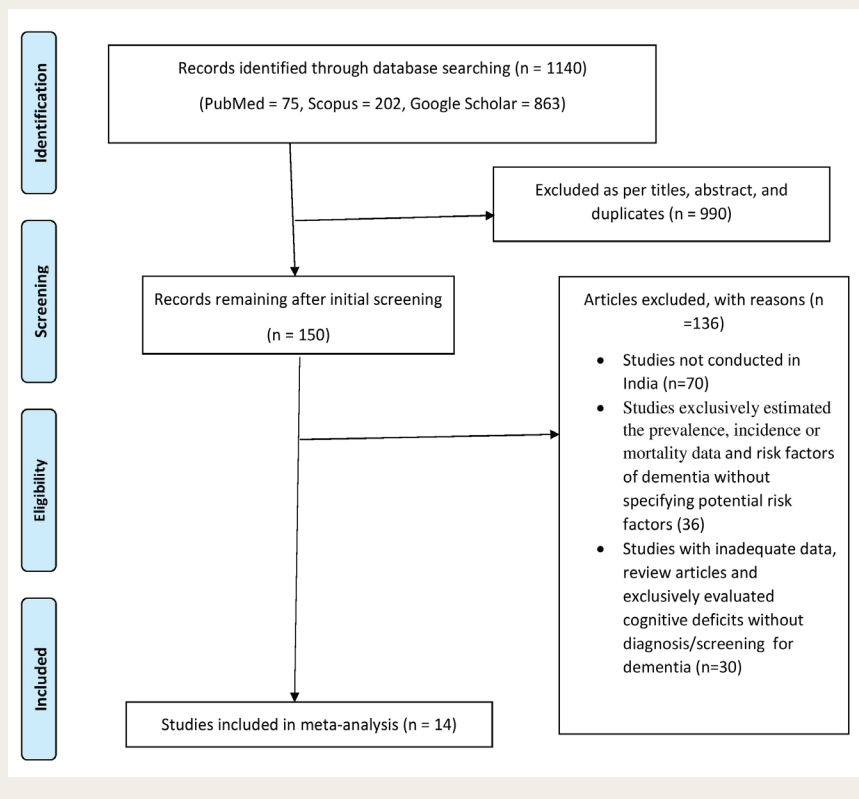 Identification
Records identified through database searching (n = 1140)
(PubMed = 75, Scopus = 202, Google Scholar = 863)
Excluded as per titles, abstract, and
duplicates (n = 990)
Screening
Records remaining after initial screening
(n = 150)
Articles excluded, with reasons (n
=136)
• Studies not conducted in
India (n=70)
• Studies exclusively estimated
the prevalence, incidence or
mortality data and risk factors
of dementia without
specifying potential risk
factors (36)
• Studies with inadequate data,
review articles and
exclusively evaluated
cognitive deficits without
diagnosis/screening for
dementia (n=30)
Eligibility
Included
Studies included in meta-analysis (n = 14)